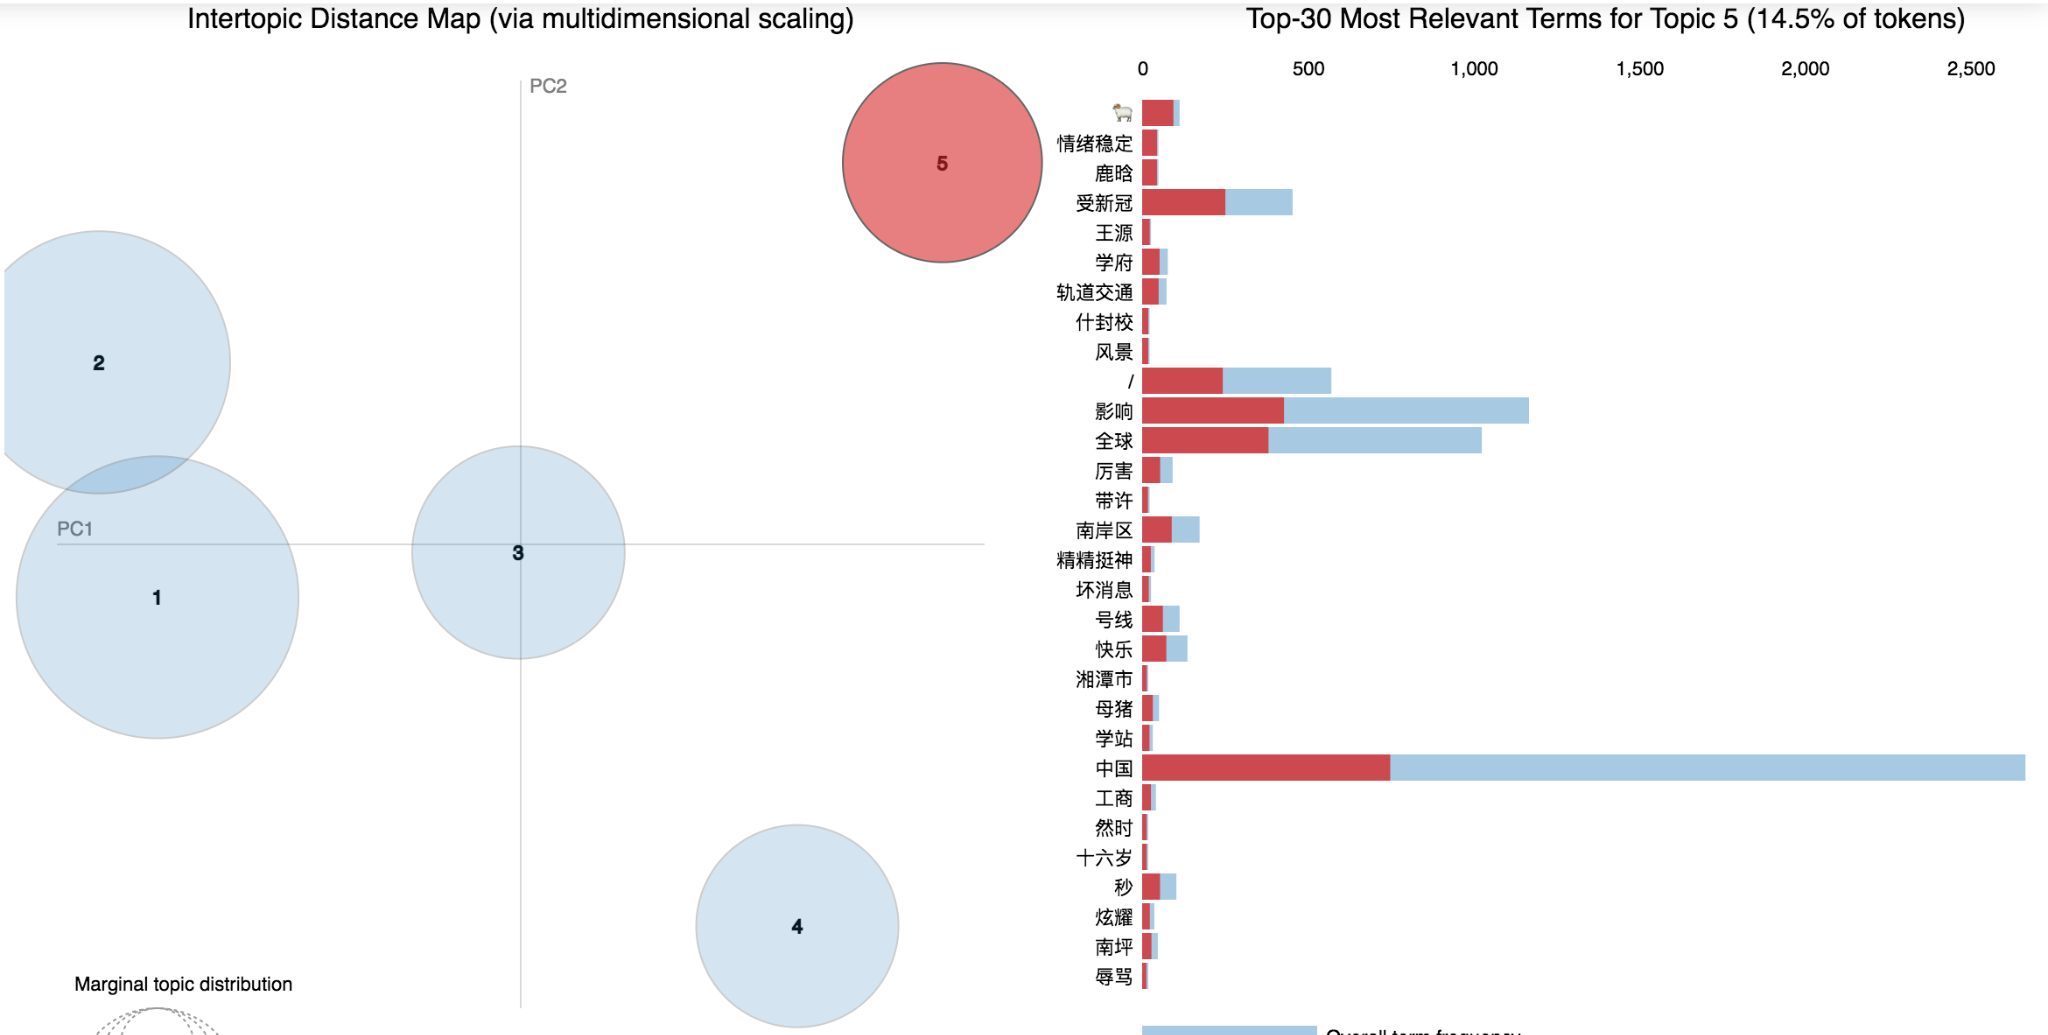 Intertopic Distance Map (via multidimensional scaling)
PC2
5
2
PC1
3
1
4
Marginal topic distribution
Top-30 Most Relevant Terms for Topic 5 (14.5% of tokens)
0 500 1,000 1,500 2,000 2,500
🐏
情绪稳定
鹿晗
受新冠
王源
学府
轨道交通
什封校
风景
/
影响
全球
厉害
带许
南岸区
精精挺神
坏消息
号线
快乐
湘潭市
母猪
学站
中国
工商
然时
十六岁
秒
炫耀
南坪
辱骂
Overall term frequency